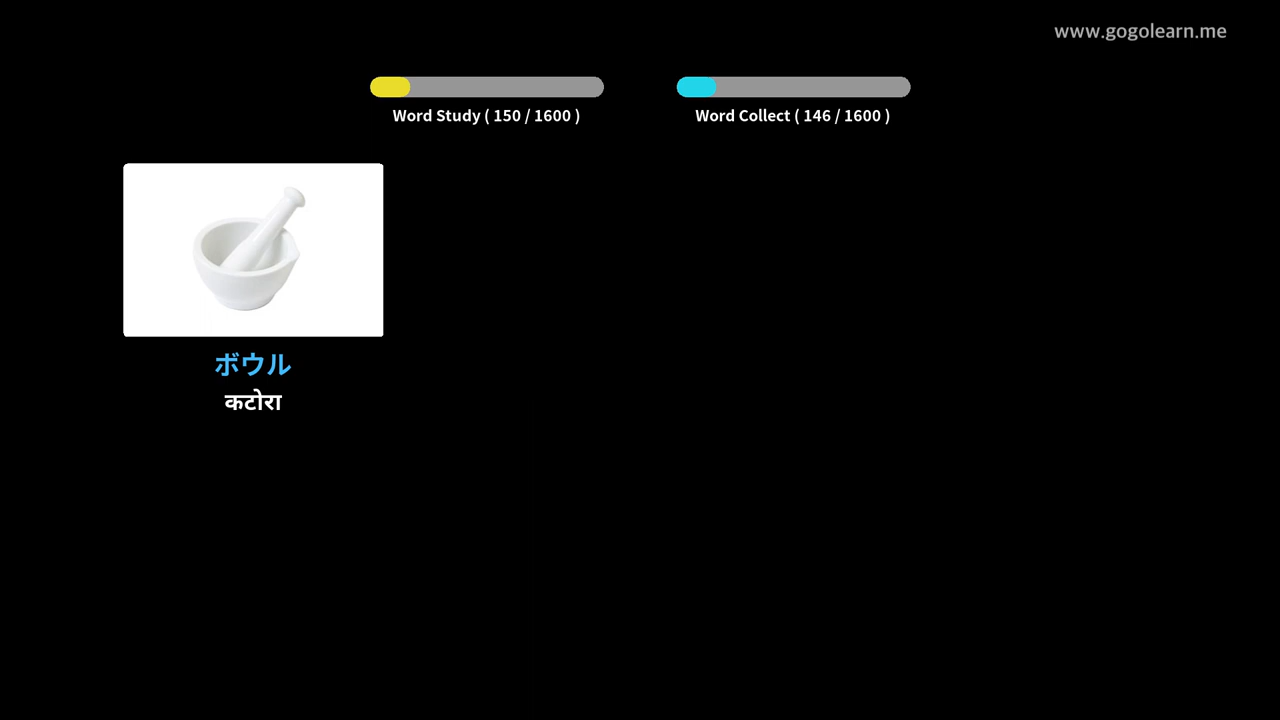 www.gogolearn.me
Word Study ( 150 / 1600 )
Word Collect ( 146 / 1600 )
ボウル
कटोरा